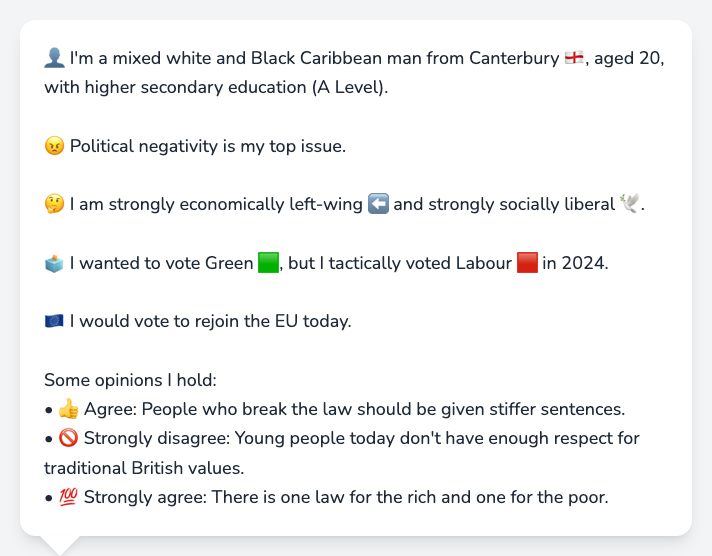 👤 I'm a mixed white and Black Caribbean man from Canterbury 🏴󠁧󠁢󠁥󠁮󠁧󠁿, aged 20,
with higher secondary education (A Level).
😠 Political negativity is my top issue.
🤔 I am strongly economically left-wing ⬅️ and strongly socially liberal 🕊️.
🗳️ I wanted to vote Green 🟩, but I tactically voted Labour 🟥 in 2024.
🇪🇺 I would vote to rejoin the EU today.
Some opinions I hold:
• 👍 Agree: People who break the law should be given stiffer sentences.
• 🚫 Strongly disagree: Young people today don't have enough respect for
traditional British values.
• 💯 Strongly agree: There is one law for the rich and one for the poor.